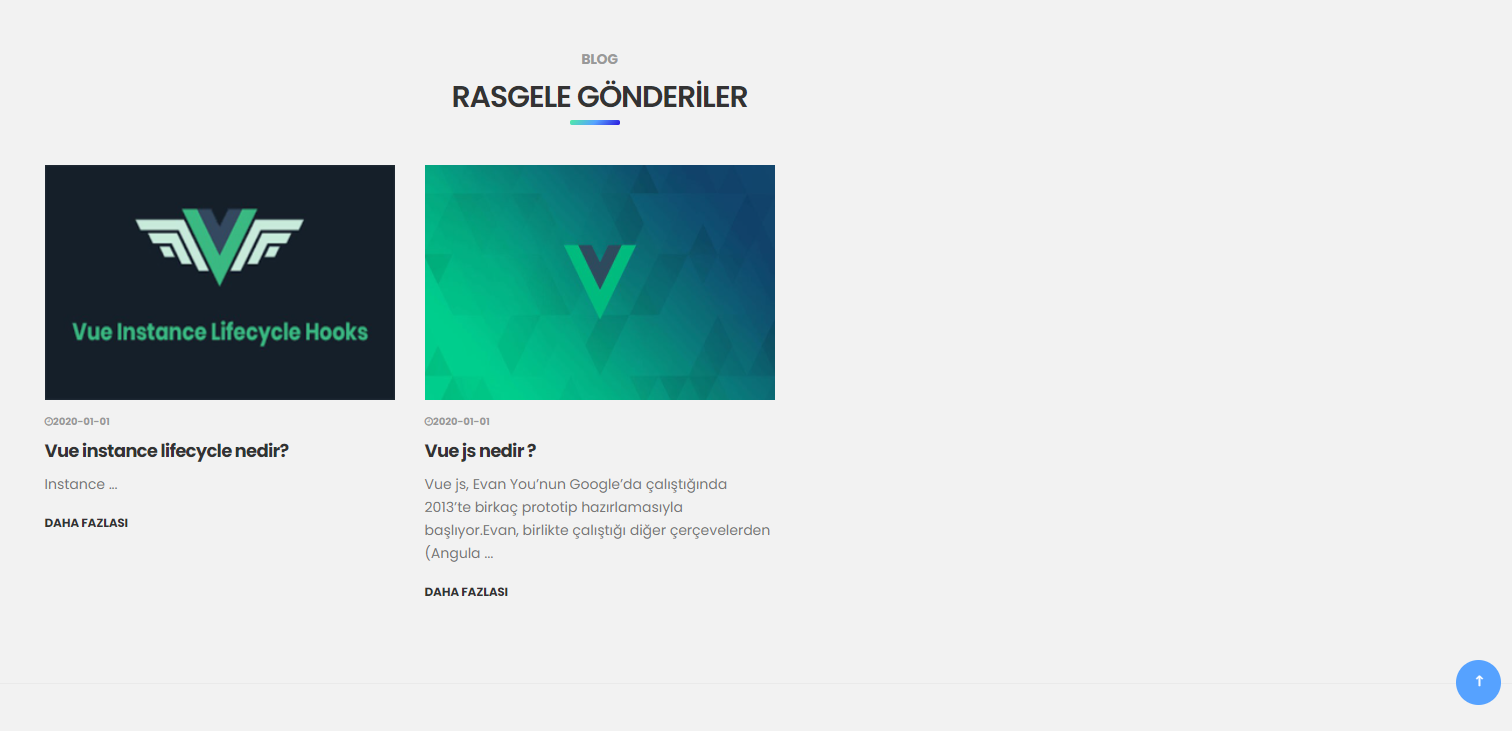 BLOG
RASGELE GÖNDERİLER
Vue Instance Lifecycle Hooks
2020-01-01
Vue instance lifecycle nedir?
Instance ...
DAHA FAZLASI
2020-01-01
Vue js nedir ?
Vue js, Evan You’nun Google’da çalıştığında
2013’te birkaç prototip hazırlamasıyla
başlıyor.Evan, birlikte çalıştığı diğer çerçevelerden
(Angula ...
DAHA FAZLASI